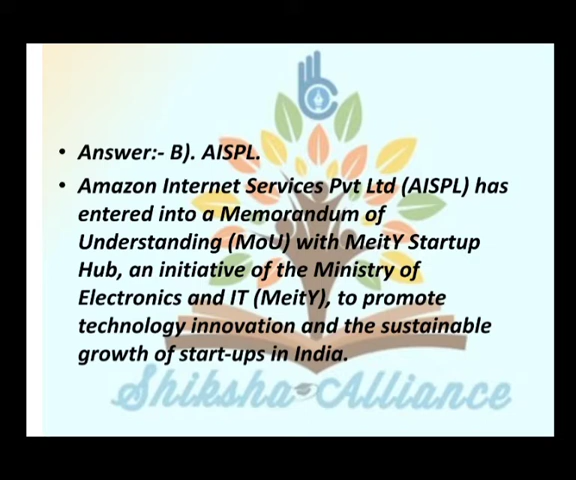 • Answer:- B). AISPL.
• Amazon Internet Services Pvt Ltd (AISPL) has
entered into a Memorandum of
Understanding (MoU) with MeitY Startup
Hub, an initiative of the Ministry of
Electronics and IT (MeitY), to promote
technology innovation and the sustainable
growth of start-ups in India.
Shiksha Alliance